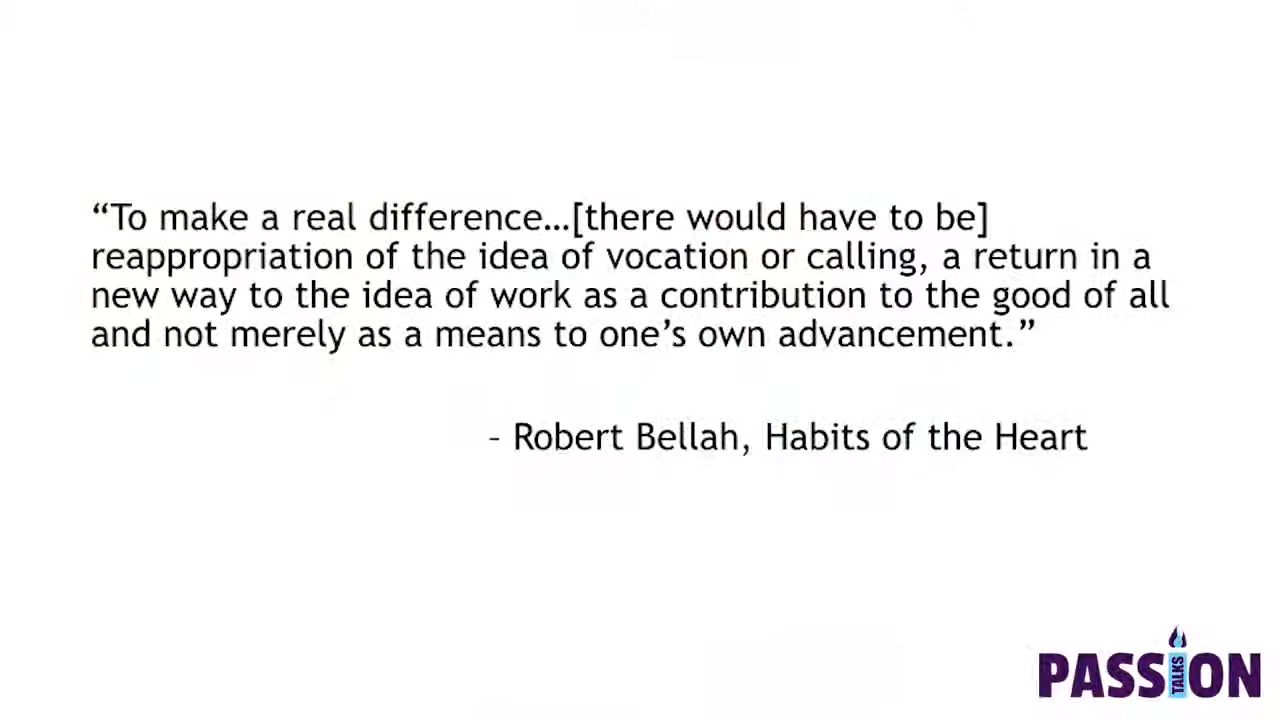 “To make a real difference…[there would have to be]
reappropriation of the idea of vocation or calling, a return in a
new way to the idea of work as a contribution to the good of all
and not merely as a means to one’s own advancement.”
– Robert Bellah, Habits of the Heart
PASSION
TALKS